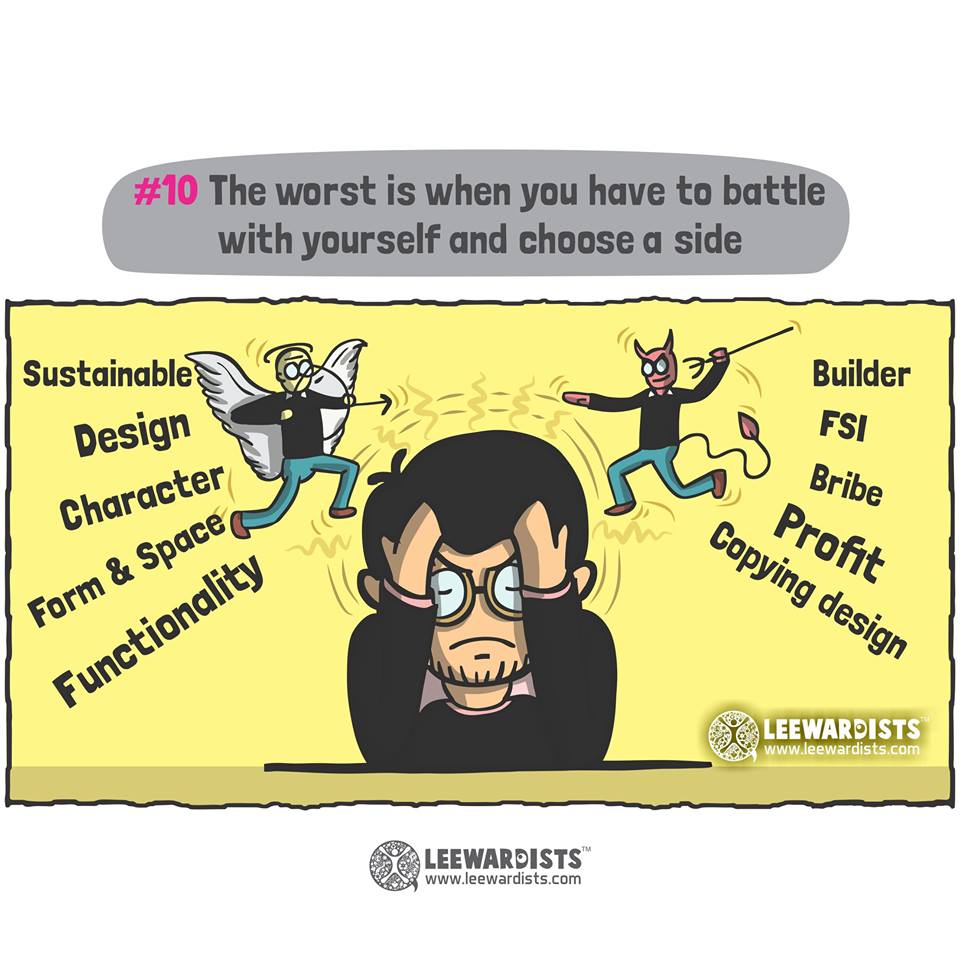 #10 The worst is when you have to battle
with yourself and choose a side
Sustainable
Design
Character
Form & Space
Functionality
Builder
FSI
Bribe
Profit
Copying design
LEEWARDISTS™
www.leewardists.com
LEEWARDISTS™
www.leewardists.com